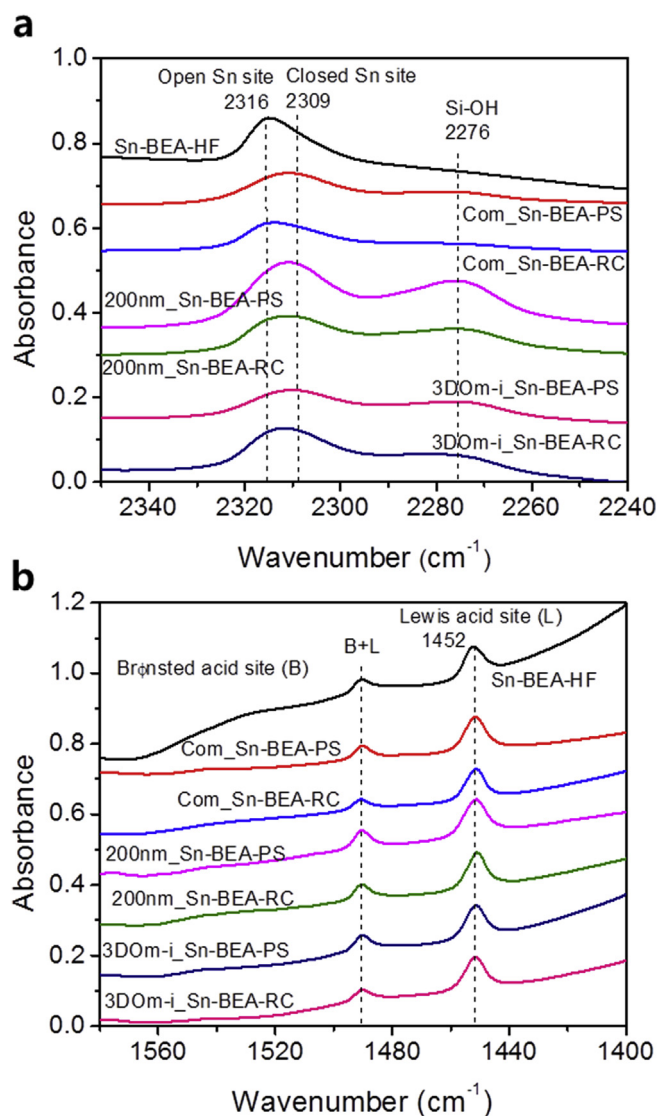 a
1.0
Open Sn site Closed Sn site
2316 2309
Si-OH
2276
0.8
Sn-BEA-HF
Com_Sn-BEA-PS
0.6
Com_Sn-BEA-RC
200nm_Sn-BEA-PS
0.4
200nm_Sn-BEA-RC
3DOm-i_Sn-BEA-PS
0.2
3DOm-i_Sn-BEA-RC
0.0
Absorbance
2340 2320 2300 2280 2260 2240
Wavenumber (cm⁻¹)
b
1.2
Lewis acid site (L)
Brϕnsted acid site (B) B+L 1452
Sn-BEA-HF
1.0
0.8
Com_Sn-BEA-PS
Com_Sn-BEA-RC
0.6
200nm_Sn-BEA-PS
0.4
200nm_Sn-BEA-RC
3DOm-i_Sn-BEA-PS
0.2
3DOm-i_Sn-BEA-RC
0.0
Absorbance
1560 1520 1480 1440 1400
Wavenumber (cm⁻¹)